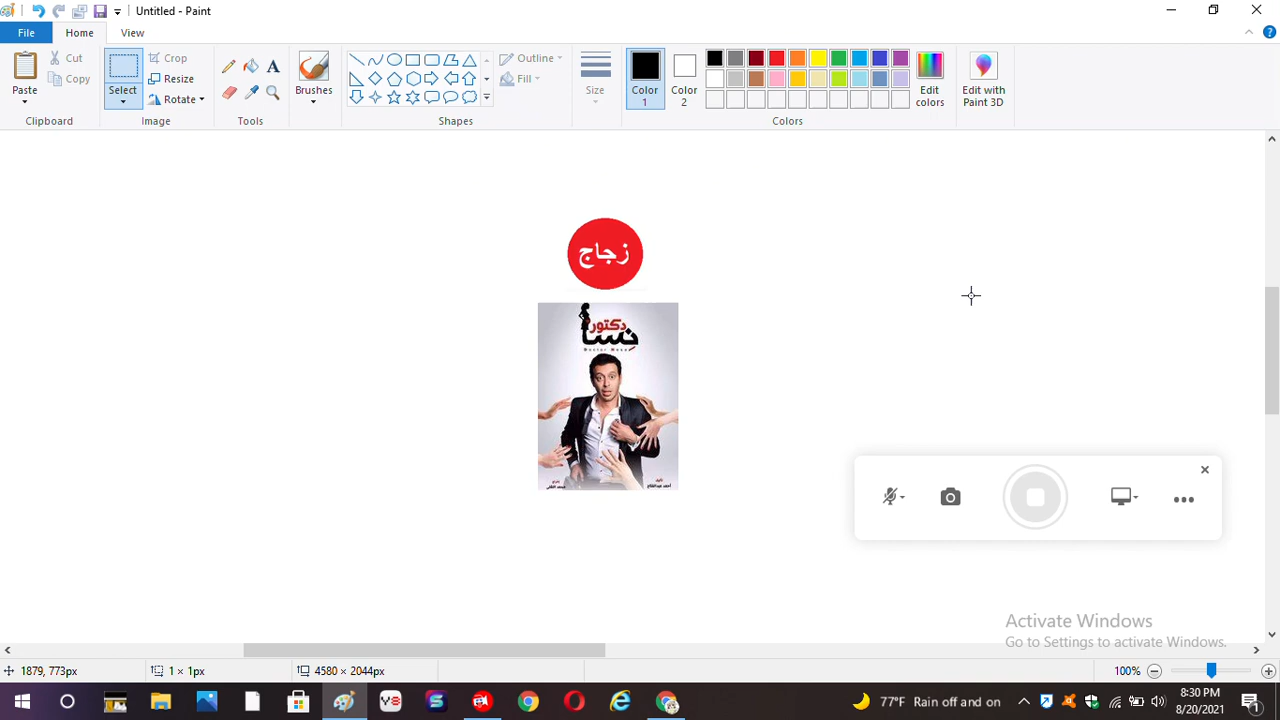 Untitled - Paint
File
Home
View
Paste
Cut
Copy
Clipboard
Select
Crop
Resize
Rotate
Image
Tools
Brushes
Shapes
Outline
Fill
Size
Color 1
Color 2
Colors
Edit colors
Edit with Paint 3D
زجاج
دكتور
نسا
Activate Windows
Go to Settings to activate Windows.
1879, 773px
1 × 1px
4580 × 2044px
100%
77°F Rain off and on
8:30 PM
8/20/2021